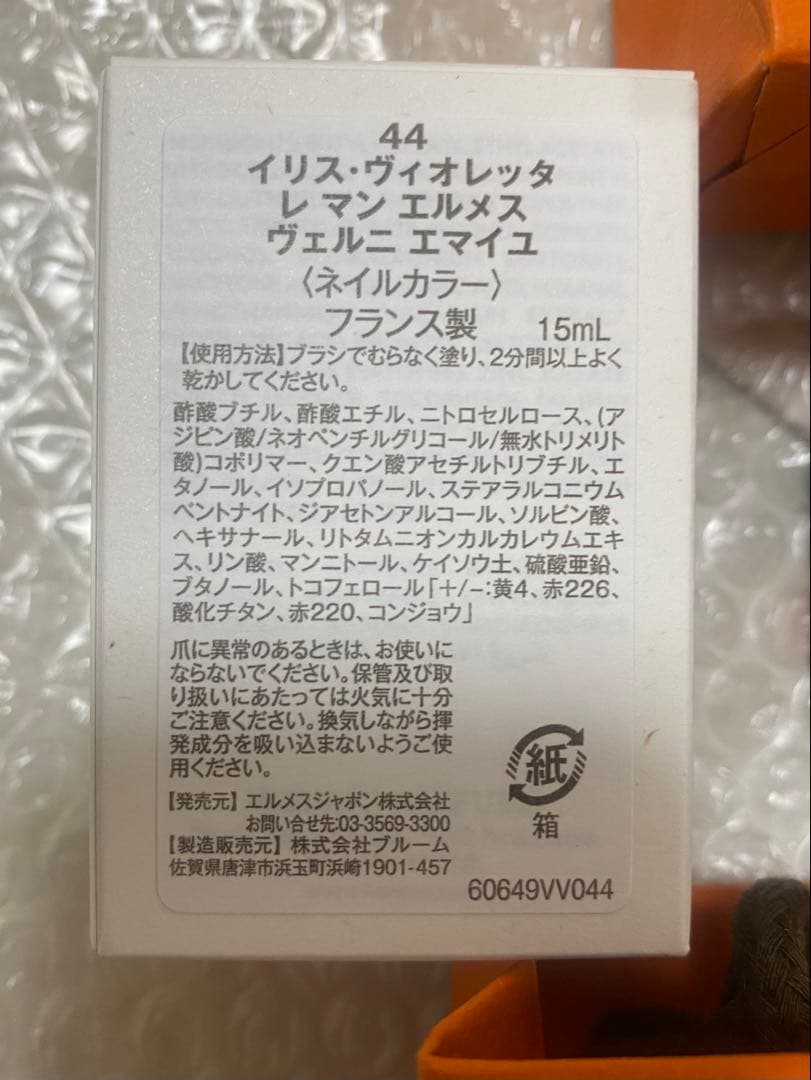 44
イリス・ヴィオレッタ
レ マン エルメス
ヴェルニ エマイユ
〈ネイルカラー〉
フランス製 15mL
【使用方法】ブラシでむらなく塗り、2分間以上よく
乾かしてください。
酢酸ブチル、酢酸エチル、ニトロセルロース、(ア
ジピン酸/ネオペンチルグリコール/無水トリメリト
酸)コポリマー、クエン酸アセチルトリブチル、エ
タノール、イソプロパノール、ステアラルコニウム
ベントナイト、ジアセトンアルコール、ソルビン酸、
ヘキサナール、リトタムニオンカルカレウムエキ
ス、リン酸、マンニトール、ケイソウ土、硫酸亜鉛、
ブタノール、トコフェロール「+/-:黄4、赤226、
酸化チタン、赤220、コンジョウ」
爪に異常のあるときは、お使いに
ならないでください。保管及び取
り扱いにあたっては火気に十分
ご注意ください。換気しながら揮
発成分を吸い込まないようご使
用ください。
【発売元】エルメスジャポン株式会社
お問い合せ先:03-3569-3300
【製造販売元】株式会社ブルーム
佐賀県唐津市浜玉町浜崎1901-457
紙
箱
60649VV044